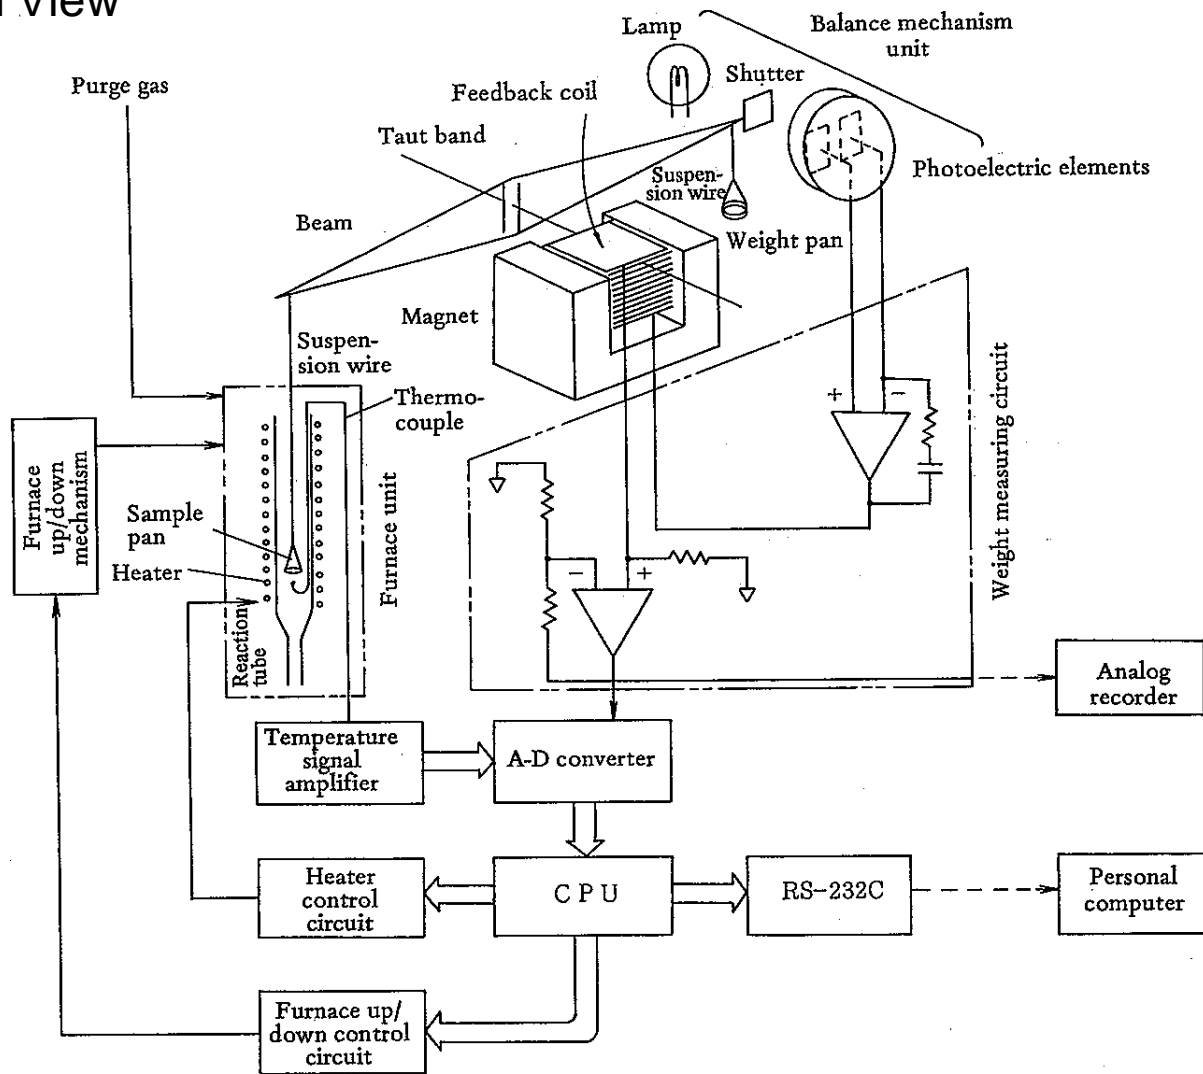 View
Lamp
Balance mechanism
unit
Purge gas
Shutter
Feedback coil
Taut band
Photoelectric elements
Suspen-
sion wire
Beam
Weight pan
Magnet
Suspen-
sion wire
Thermo-
couple
+
−
Weight measuring circuit
Furnace
up/down
mechanism
Sample
pan
Heater
Furnace unit
Reaction
tube
−
+
Analog
recorder
Temperature
signal
amplifier
A-D converter
Heater
control
circuit
CPU
RS-232C
Personal
computer
Furnace up/
down control
circuit